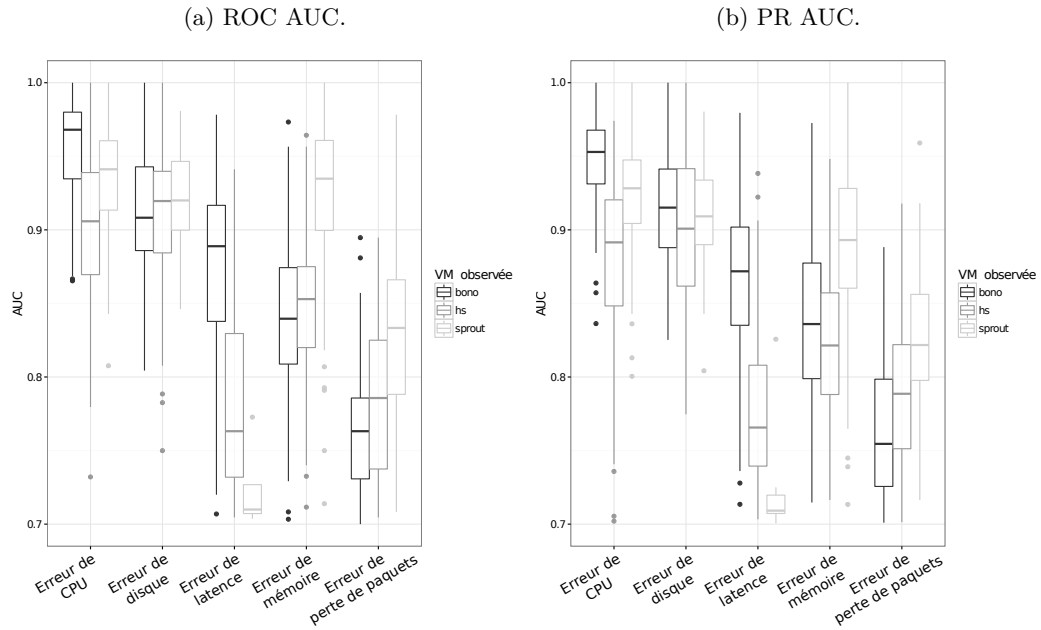 (a) ROC AUC.
1.0
0.9
0.8
0.7
AUC
Erreur de
CPU
Erreur de
disque
Erreur de
latence
Erreur de
mémoire
Erreur de
perte de paquets
VM observée
bono
hs
sprout
(b) PR AUC.
1.0
0.9
0.8
0.7
AUC
Erreur de
CPU
Erreur de
disque
Erreur de
latence
Erreur de
mémoire
Erreur de
perte de paquets
VM observée
bono
hs
sprout